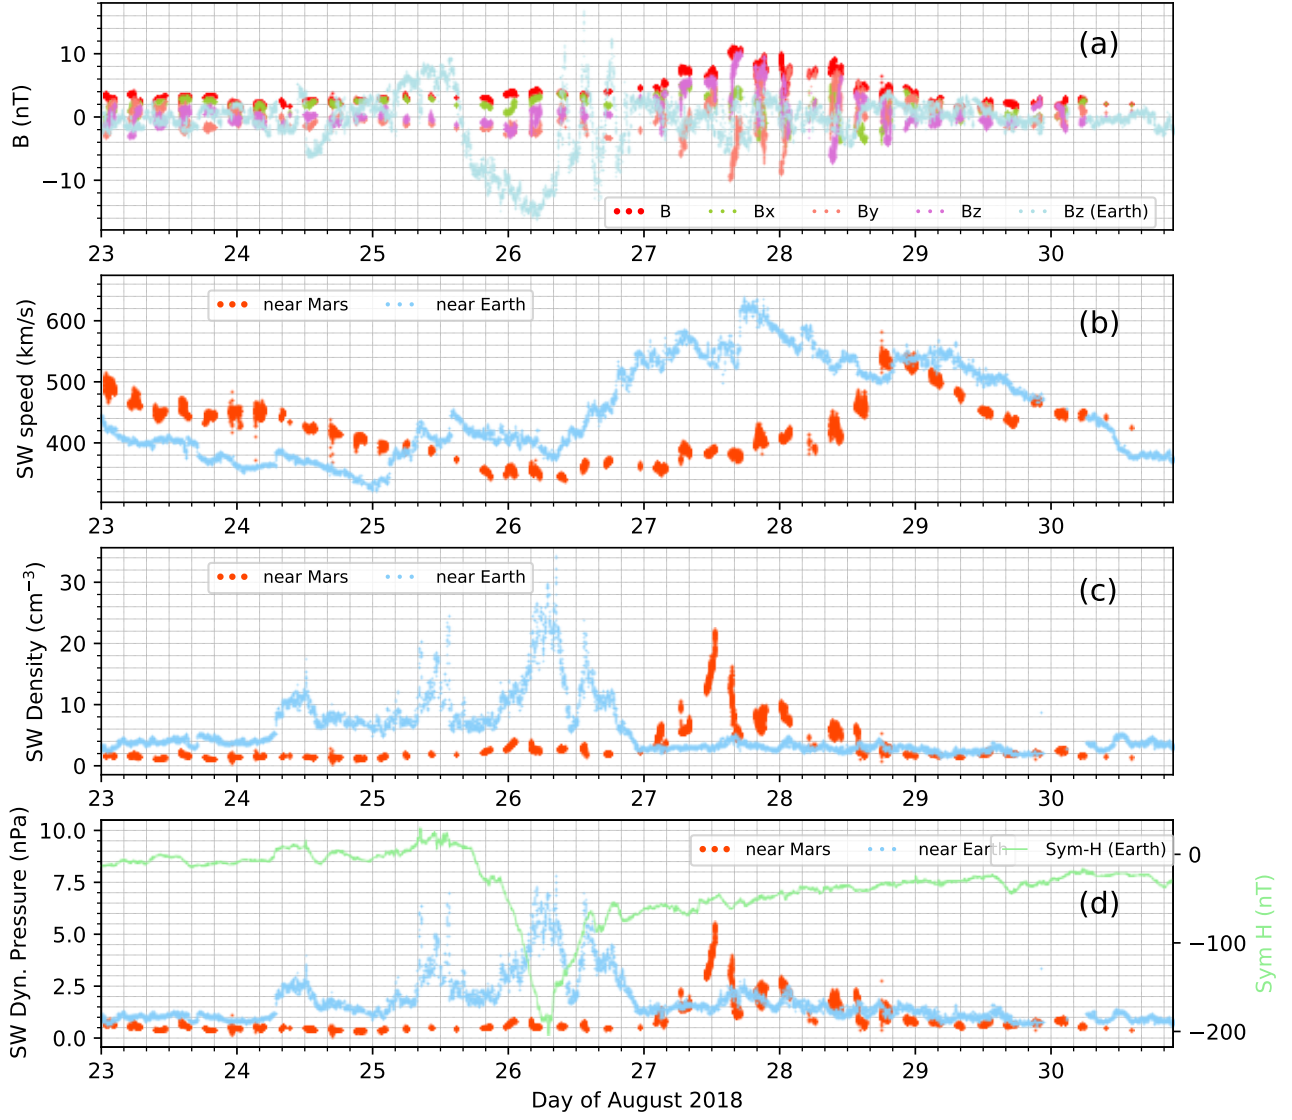 B (nT)
10
0
−10
(a)
B Bx By Bz Bz (Earth)
23 24 25 26 27 28 29 30
SW speed (km/s)
600
500
400
near Mars near Earth
(b)
23 24 25 26 27 28 29 30
SW Density (cm⁻³)
30
20
10
0
near Mars near Earth
(c)
23 24 25 26 27 28 29 30
SW Dyn. Pressure (nPa)
10.0
7.5
5.0
2.5
0.0
near Mars near Earth Sym-H (Earth)
(d)
0
−100
−200
Sym H (nT)
23 24 25 26 27 28 29 30
Day of August 2018